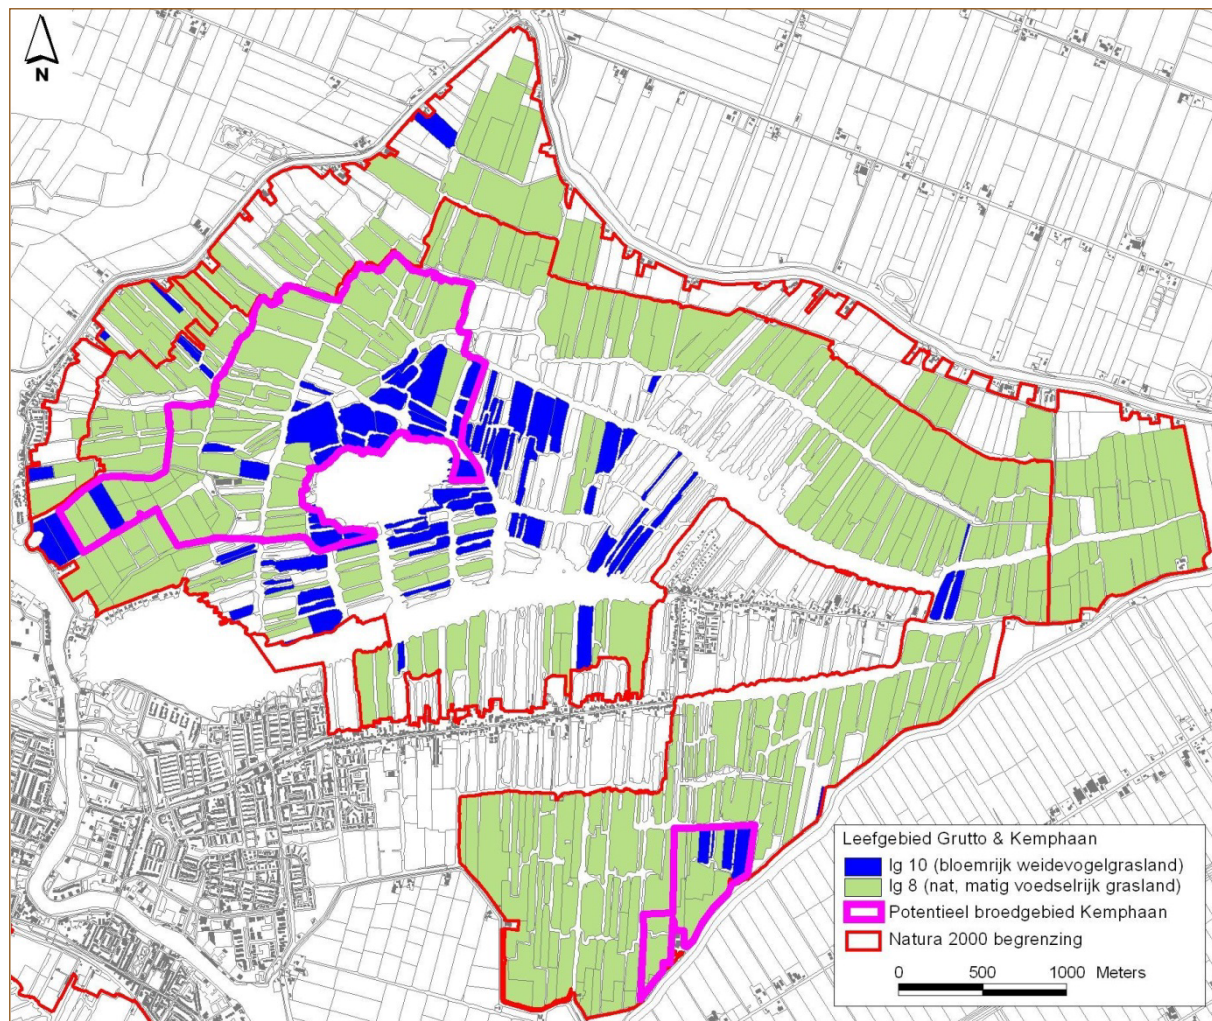 N
Leefgebied Grutto & Kemphaan
lg 10 (bloemrijk weidevogelgrasland)
lg 8 (nat, matig voedselrijk grasland)
Potentieel broedgebied Kemphaan
Natura 2000 begrenzing
0 500 1000 Meters